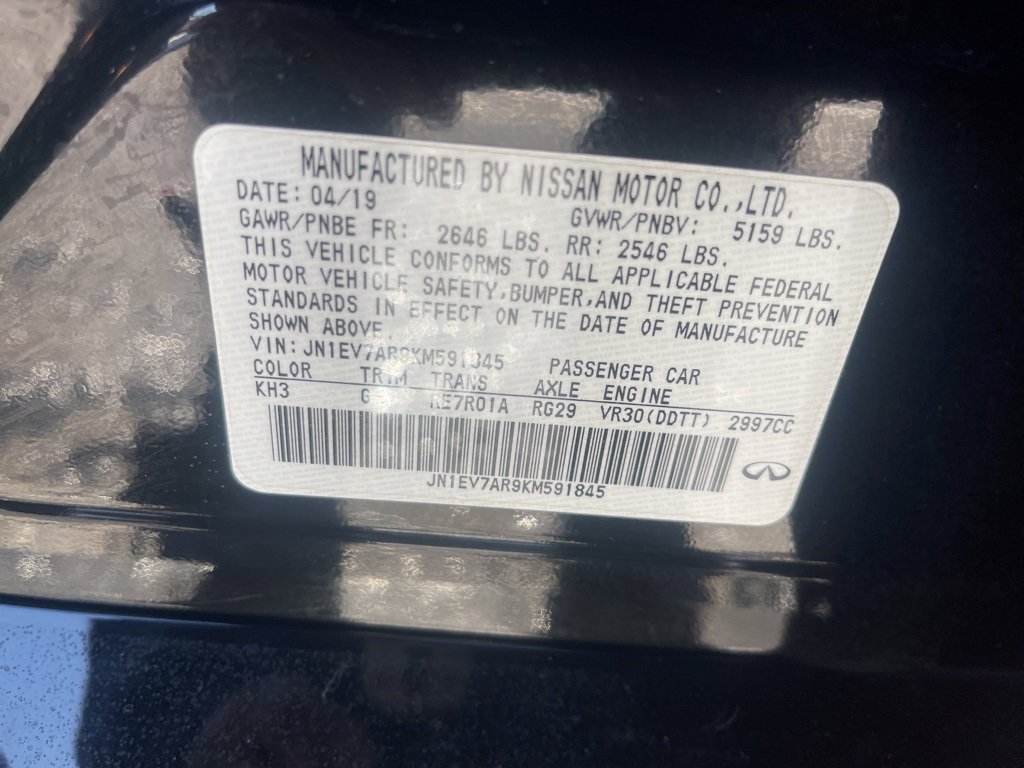 MANUFACTURED BY NISSAN MOTOR CO.,LTD.
DATE: 04/19 GVWR/PNBV: 5159 LBS.
GAWR/PNBE FR: 2646 LBS. RR: 2546 LBS.
THIS VEHICLE CONFORMS TO ALL APPLICABLE FEDERAL
MOTOR VEHICLE SAFETY,BUMPER,AND THEFT PREVENTION
STANDARDS IN EFFECT ON THE DATE OF MANUFACTURE
SHOWN ABOVE.
VIN:JN1EV7AR9KM591845 PASSENGER CAR
COLOR TRIM TRANS AXLE ENGINE
KH3 RE7R01A RG29 VR30(DDTT) 2997CC
JN1EV7AR9KM591845